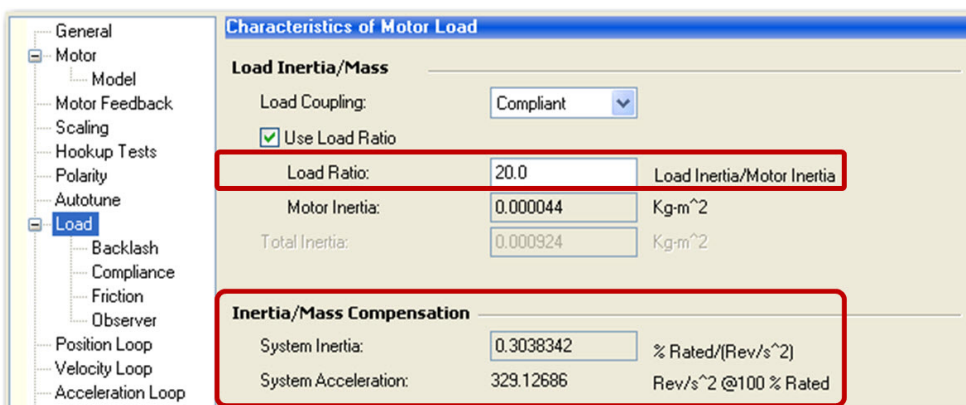 General
Motor
Model
Motor Feedback
Scaling
Hookup Tests
Polarity
Autotune
Load
Backlash
Compliance
Friction
Observer
Position Loop
Velocity Loop
Acceleration Loop
Characteristics of Motor Load
Load Inertia/Mass
Load Coupling: Compliant
Use Load Ratio
Load Ratio: 20.0 Load Inertia/Motor Inertia
Motor Inertia: 0.000044 Kg-m^2
Total Inertia: 0.000924 Kg-m^2
Inertia/Mass Compensation
System Inertia: 0.3038342 % Rated/(Rev/s^2)
System Acceleration: 329.12686 Rev/s^2 @100 % Rated